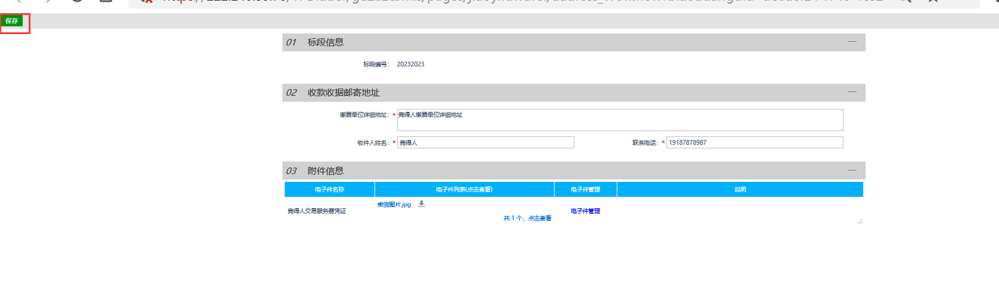 保存
01 标段信息
标段编号： 20232023
02 收款收据邮寄地址
缴费单位详细地址：* 竞得人缴费单位详细地址
收件人姓名：* 竞得人 联系电话：* 19187878987
03 附件信息
电子件名称 电子件列表(点击查看) 电子件管理 说明
微信图片.jpg
竞得人交易服务费凭证 电子件管理
共 1 个，点击查看